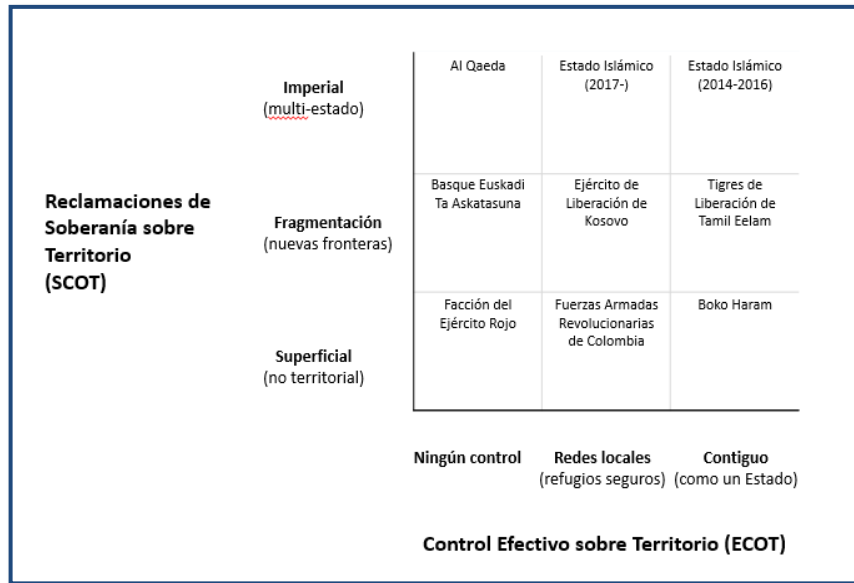 Imperial
(multi-estado)
Al Qaeda
Estado Islámico
(2017-)
Estado Islámico
(2014-2016)
Reclamaciones de
Soberanía sobre
Territorio
(SCOT)
Fragmentación
(nuevas fronteras)
Basque Euskadi
Ta Askatasuna
Ejército de
Liberación de
Kosovo
Tigres de
Liberación de
Tamil Eelam
Superficial
(no territorial)
Facción del
Ejército Rojo
Fuerzas Armadas
Revolucionarias
de Colombia
Boko Haram
Ningún control
Redes locales
(refugios seguros)
Contiguo
(como un Estado)
Control Efectivo sobre Territorio (ECOT)